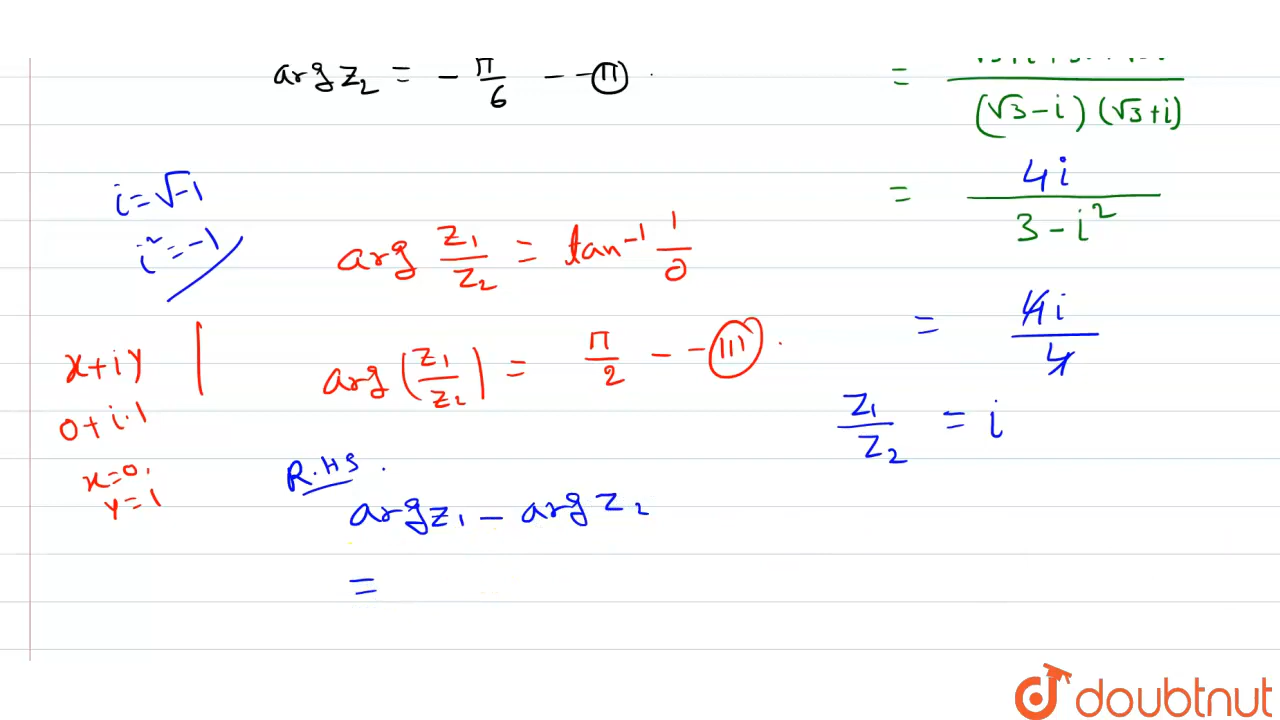 arg z₂ = - π/6 - - (II) .
i = √-1
i² = -1
arg z₁/z₂ = tan⁻¹ 1/0
x + iy
0 + i.1
x = 0,
y = 1
arg (z₁/z₂) = π/2 - - (III) .
R.HS .
arg z₁ - arg z₂
=
= / (√3 - i) (√3 + i)
= 4i / 3 - i²
= 4i / 4
z₁/z₂ = i
doubtnut